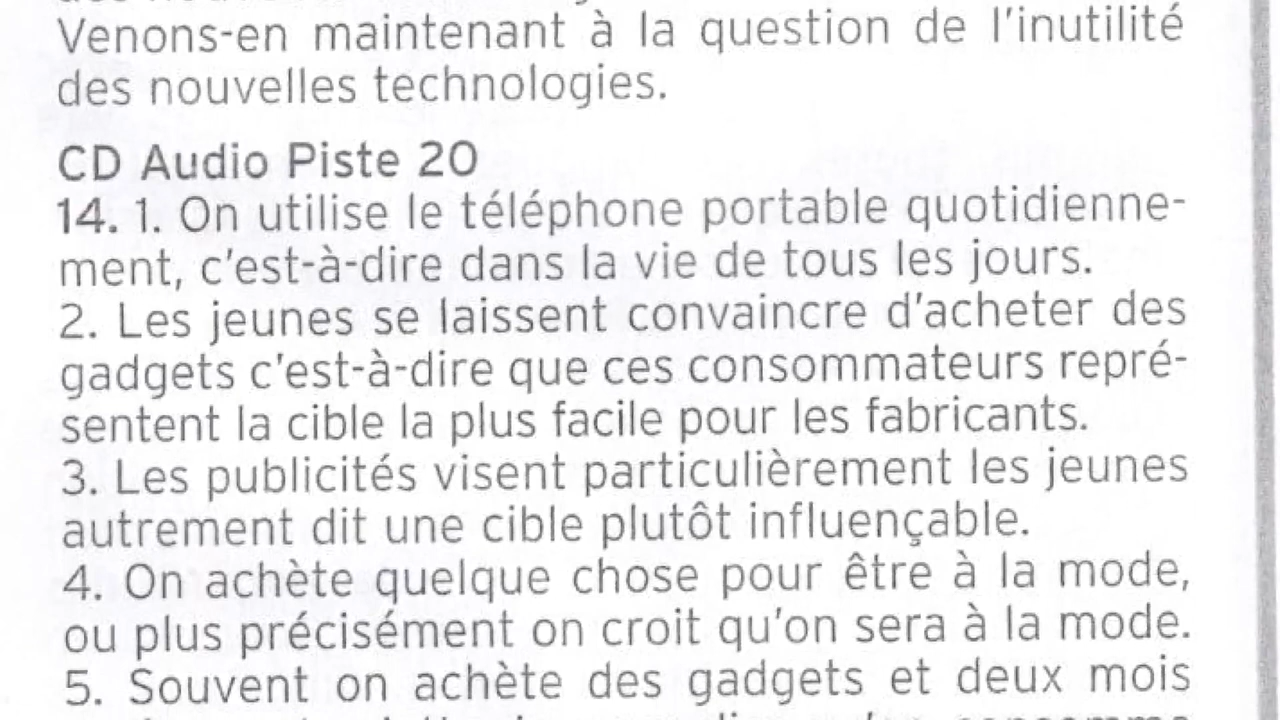 Venons-en maintenant à la question de l'inutilité
des nouvelles technologies.
CD Audio Piste 20
14. 1. On utilise le téléphone portable quotidienne-
ment, c'est-à-dire dans la vie de tous les jours.
2. Les jeunes se laissent convaincre d'acheter des
gadgets c'est-à-dire que ces consommateurs repré-
sentent la cible la plus facile pour les fabricants.
3. Les publicités visent particulièrement les jeunes
autrement dit une cible plutôt influençable.
4. On achète quelque chose pour être à la mode,
ou plus précisément on croit qu'on sera à la mode.
5. Souvent on achète des gadgets et deux mois